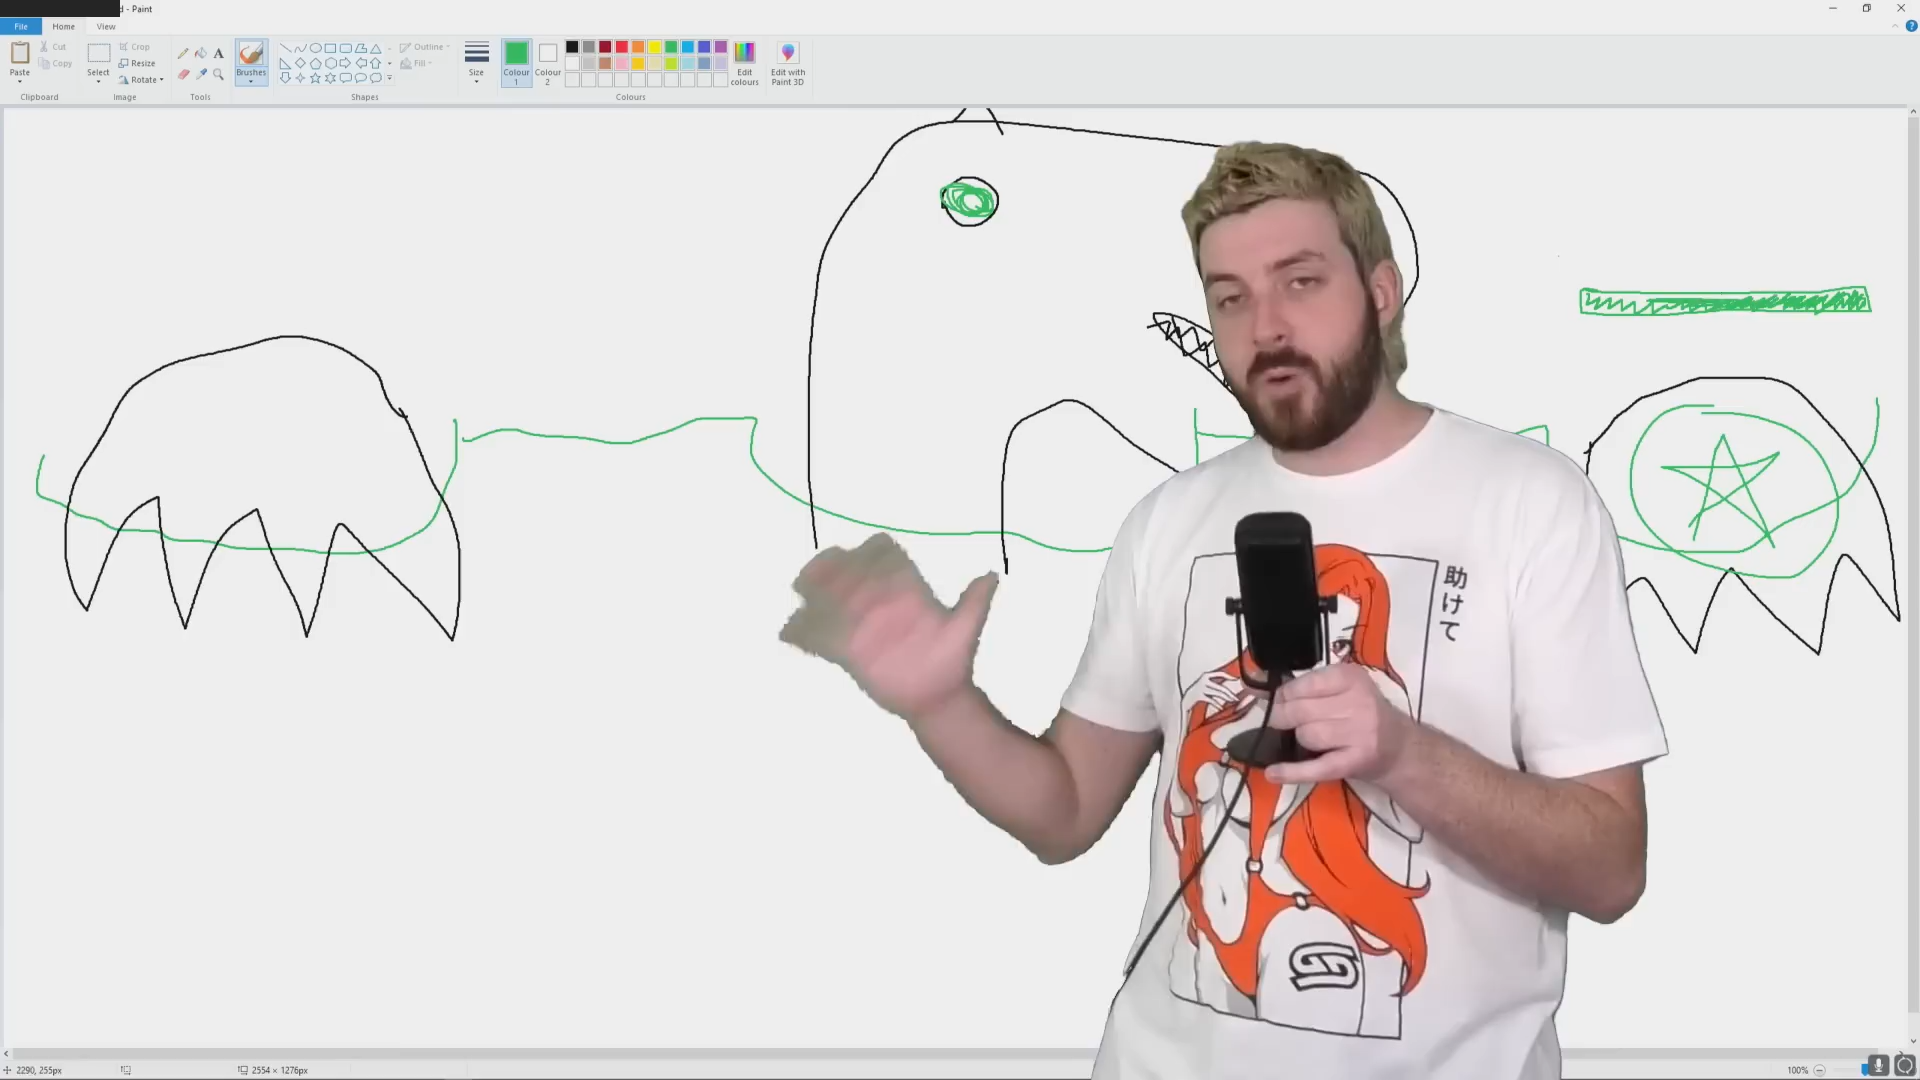 d - Paint
File Home View
Paste
Cut
Copy
Clipboard
Select
Crop
Resize
Rotate
Image
Tools
Brushes
Shapes
Outline
Fill
Size
Colour 1
Colour 2
Colours
Edit colours
Edit with Paint 3D
助けて
2290, 255px
2554 × 1276px
100%